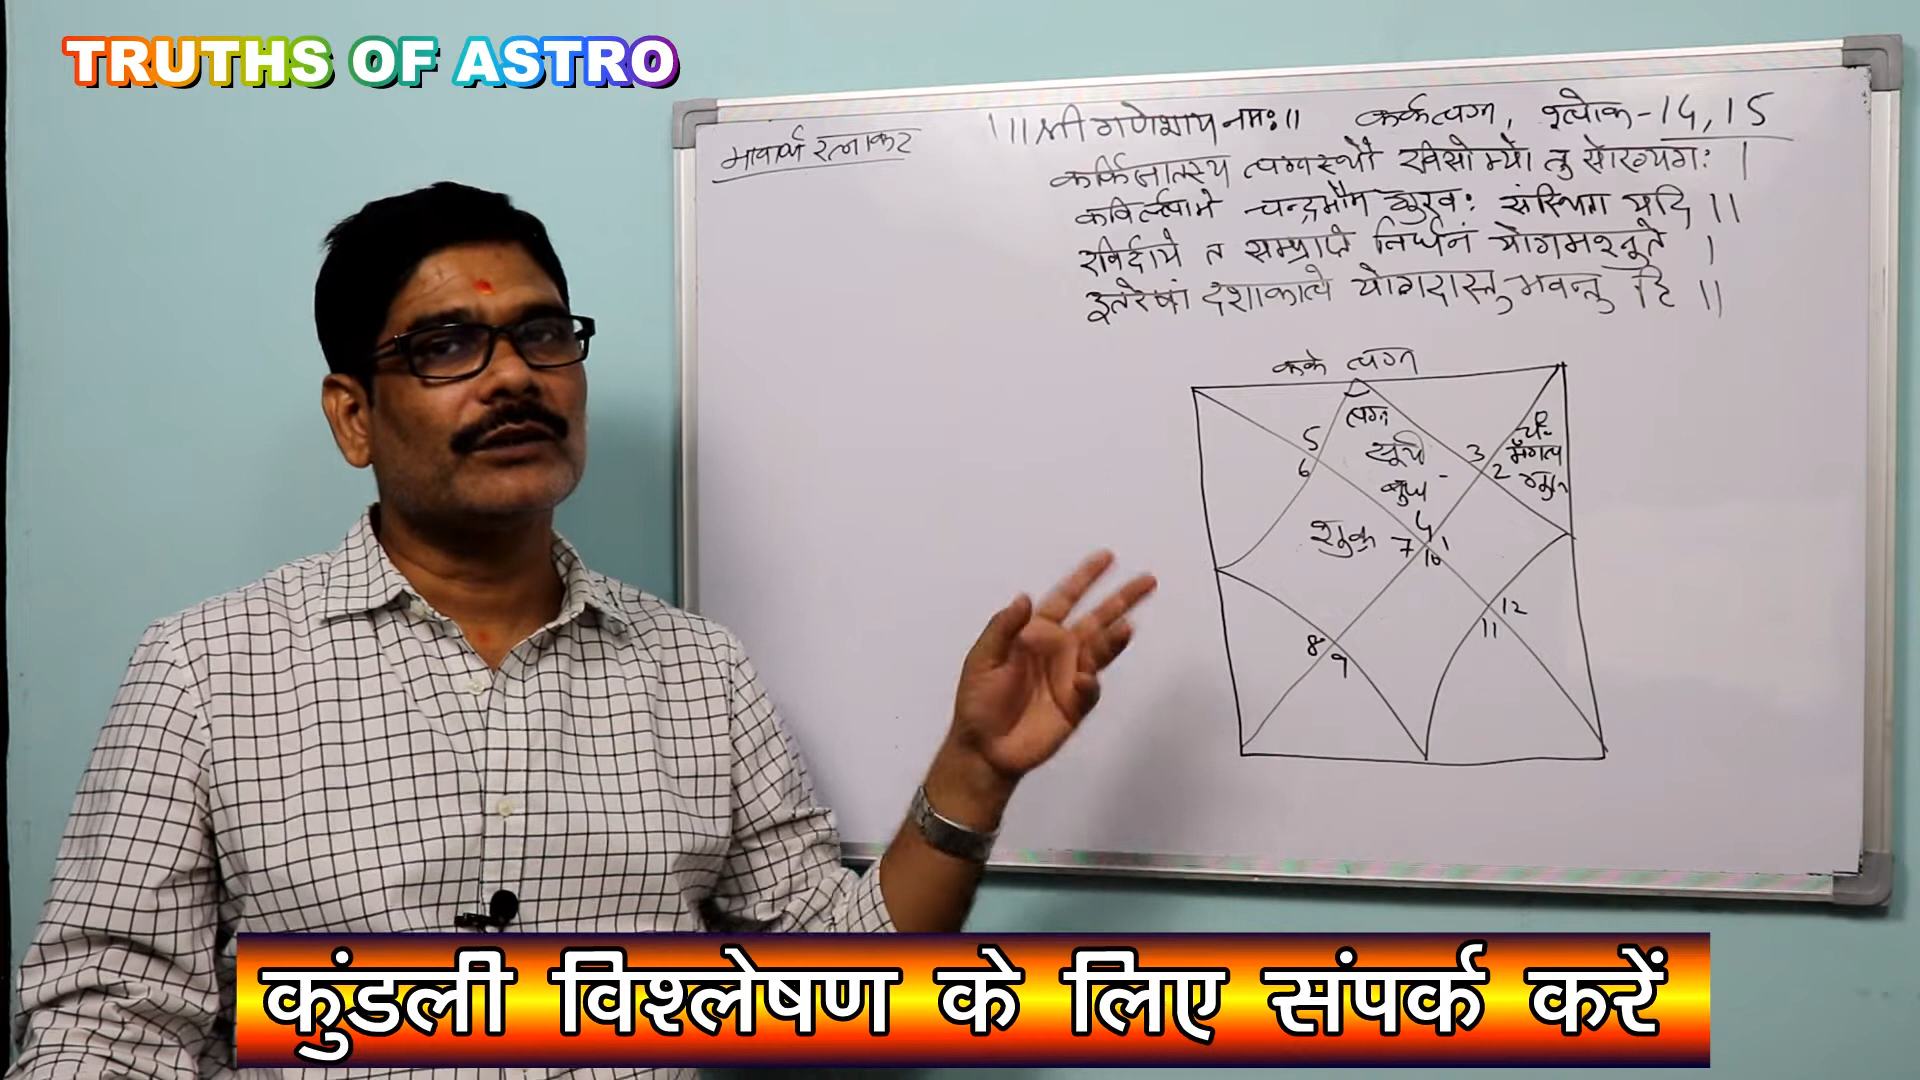 TRUTHS OF ASTRO
भावार्थ रत्नाकर
।।। श्री गणेशाय नमः ।। कर्कलग्न, श्लोक-14,15
कर्किजातस्य लग्नस्थौ रविसोम्यो तु सोख्यगः ।
कविर्ल्लाभे चन्द्रभौम संस्थिता यदि ।।
रविर्दाये त सम्प्राप्ते निर्धनं योगमश्नुते ।
इतरेषां दशाकाले योगदास्तु भवन्तु हि ।।
कर्क लग्न
लग्न
सूर्य
बुध
शुक्र
चं
मंगल
गुरु
5
6
3
2
4
7
1
10
12
11
8
9
कुंडली विश्लेषण के लिए संपर्क करें